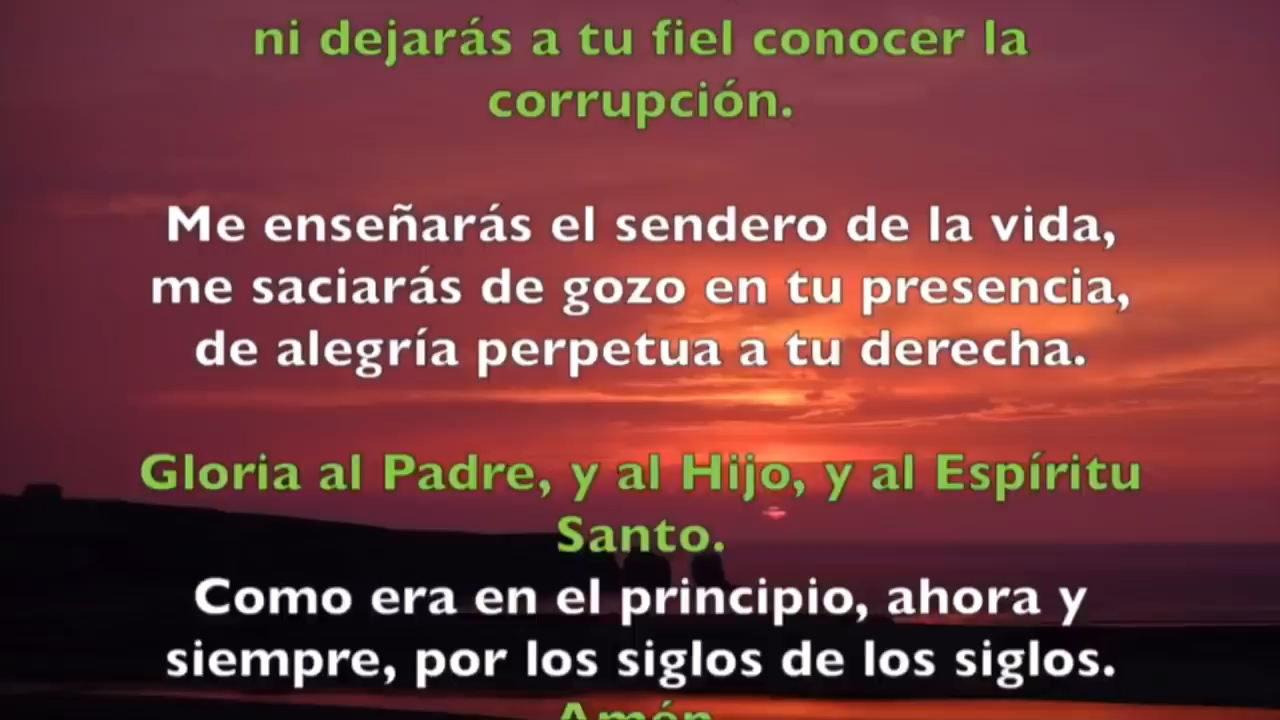 ni dejarás a tu fiel conocer la
corrupción.
Me enseñarás el sendero de la vida,
me saciarás de gozo en tu presencia,
de alegría perpetua a tu derecha.
Gloria al Padre, y al Hijo, y al Espíritu
Santo.
Como era en el principio, ahora y
siempre, por los siglos de los siglos.
Amén.